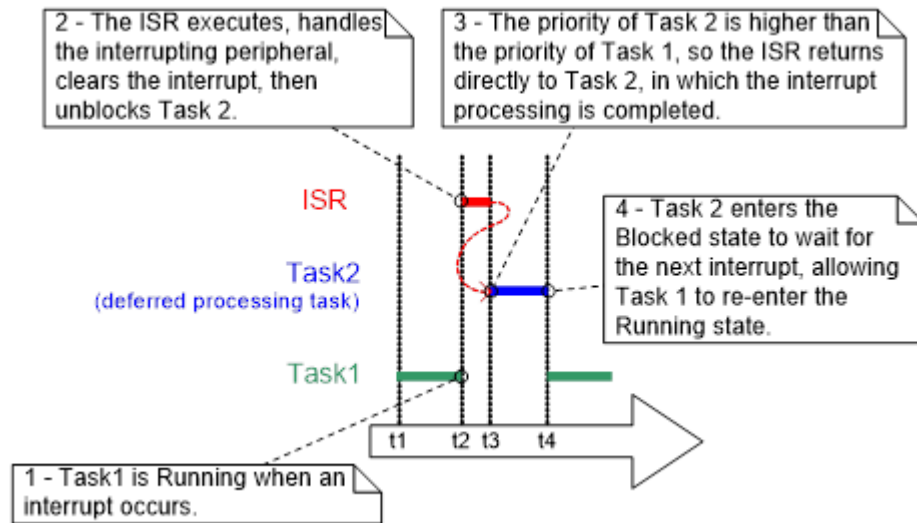 2 - The ISR executes, handles
the interrupting peripheral,
clears the interrupt, then
unblocks Task 2.
3 - The priority of Task 2 is higher than
the priority of Task 1, so the ISR returns
directly to Task 2, in which the interrupt
processing is completed.
ISR
4 - Task 2 enters the
Blocked state to wait for
the next interrupt, allowing
Task 1 to re-enter the
Running state.
Task2
(deferred processing task)
Task1
t1 t2 t3 t4
1 - Task1 is Running when an
interrupt occurs.